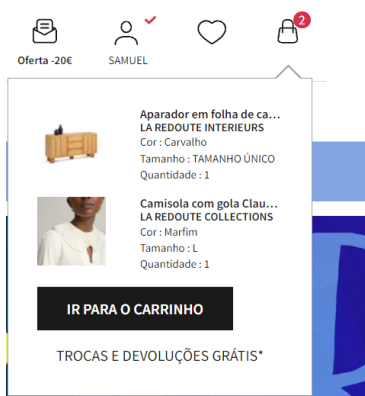 2
Oferta -20€
SAMUEL
Aparador em folha de ca...
LA REDOUTE INTERIEURS
Cor : Carvalho
Tamanho : TAMANHO ÚNICO
Quantidade : 1
Camisola com gola Clau...
LA REDOUTE COLLECTIONS
Cor : Marfim
Tamanho : L
Quantidade : 1
IR PARA O CARRINHO
TROCAS E DEVOLUÇÕES GRÁTIS*